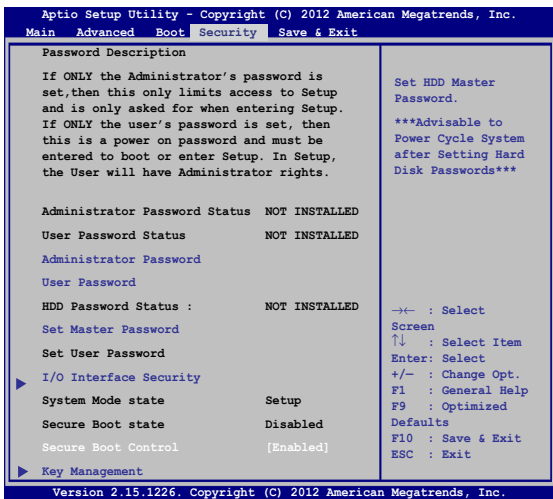 Aptio Setup Utility - Copyright (C) 2012 American Megatrends, Inc.
Main Advanced Boot Security Save & Exit
Password Description
If ONLY the Administrator's password is
set,then this only limits access to Setup
and is only asked for when entering Setup.
If ONLY the user's password is set, then
this is a power on password and must be
entered to boot or enter Setup. In Setup,
the User will have Administrator rights.
Administrator Password Status NOT INSTALLED
User Password Status NOT INSTALLED
Administrator Password
User Password
HDD Password Status : NOT INSTALLED
Set Master Password
Set User Password
I/O Interface Security
System Mode state Setup
Secure Boot state Disabled
Secure Boot Control [Enabled]
Key Management
Set HDD Master
Password.
***Advisable to
Power Cycle System
after Setting Hard
Disk Passwords***
→← : Select
Screen
↑↓ : Select Item
Enter: Select
+/— : Change Opt.
F1 : General Help
F9 : Optimized
Defaults
F10 : Save & Exit
ESC : Exit
Version 2.15.1226. Copyright (C) 2012 American Megatrends, Inc.